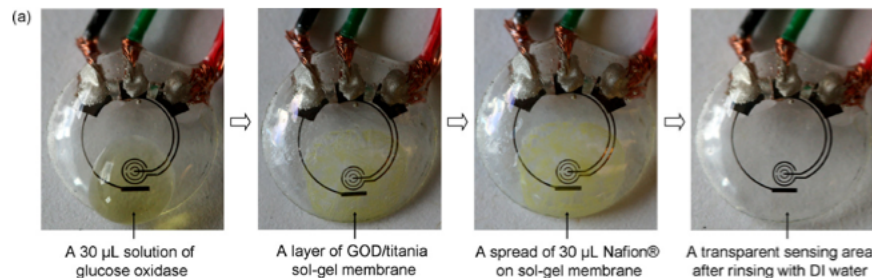 (a)
A 30 µL solution of
glucose oxidase
A layer of GOD/titania
sol-gel membrane
A spread of 30 µL Nafion®
on sol-gel membrane
A transparent sensing area
after rinsing with DI water